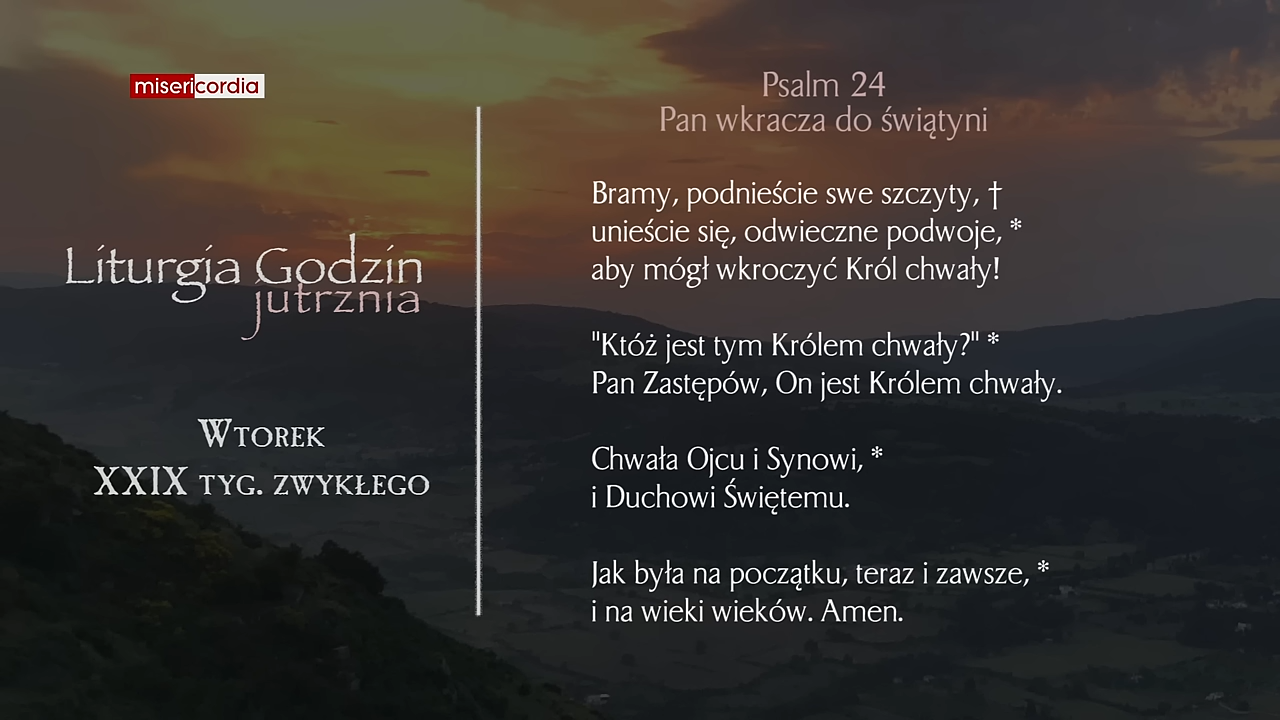 misericordia
Liturgia Godzin
jutrznia
Wtorek
XXIX tyg. zwykłego
Psalm 24
Pan wkracza do świątyni
Bramy, podnieście swe szczyty, †
unieście się, odwieczne podwoje, *
aby mógł wkroczyć Król chwały!
"Któż jest tym Królem chwały?" *
Pan Zastępów, On jest Królem chwały.
Chwała Ojcu i Synowi, *
i Duchowi Świętemu.
Jak była na początku, teraz i zawsze, *
i na wieki wieków. Amen.